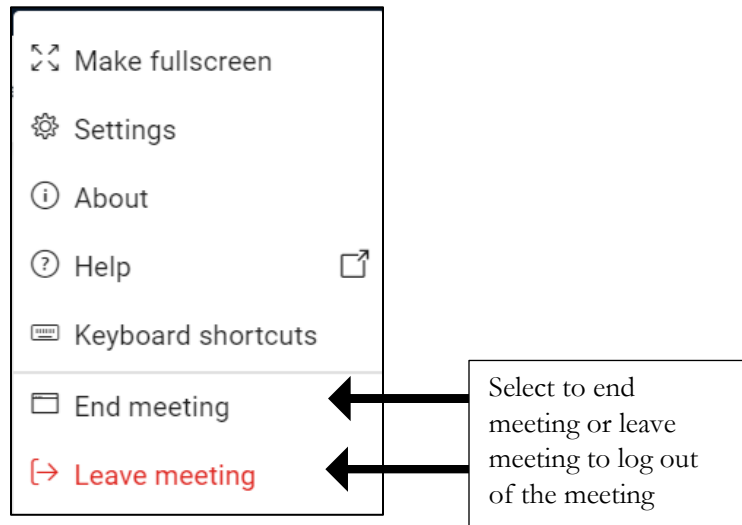 Make fullscreen
Settings
About
Help
Keyboard shortcuts
End meeting
Leave meeting
Select to end
meeting or leave
meeting to log out
of the meeting